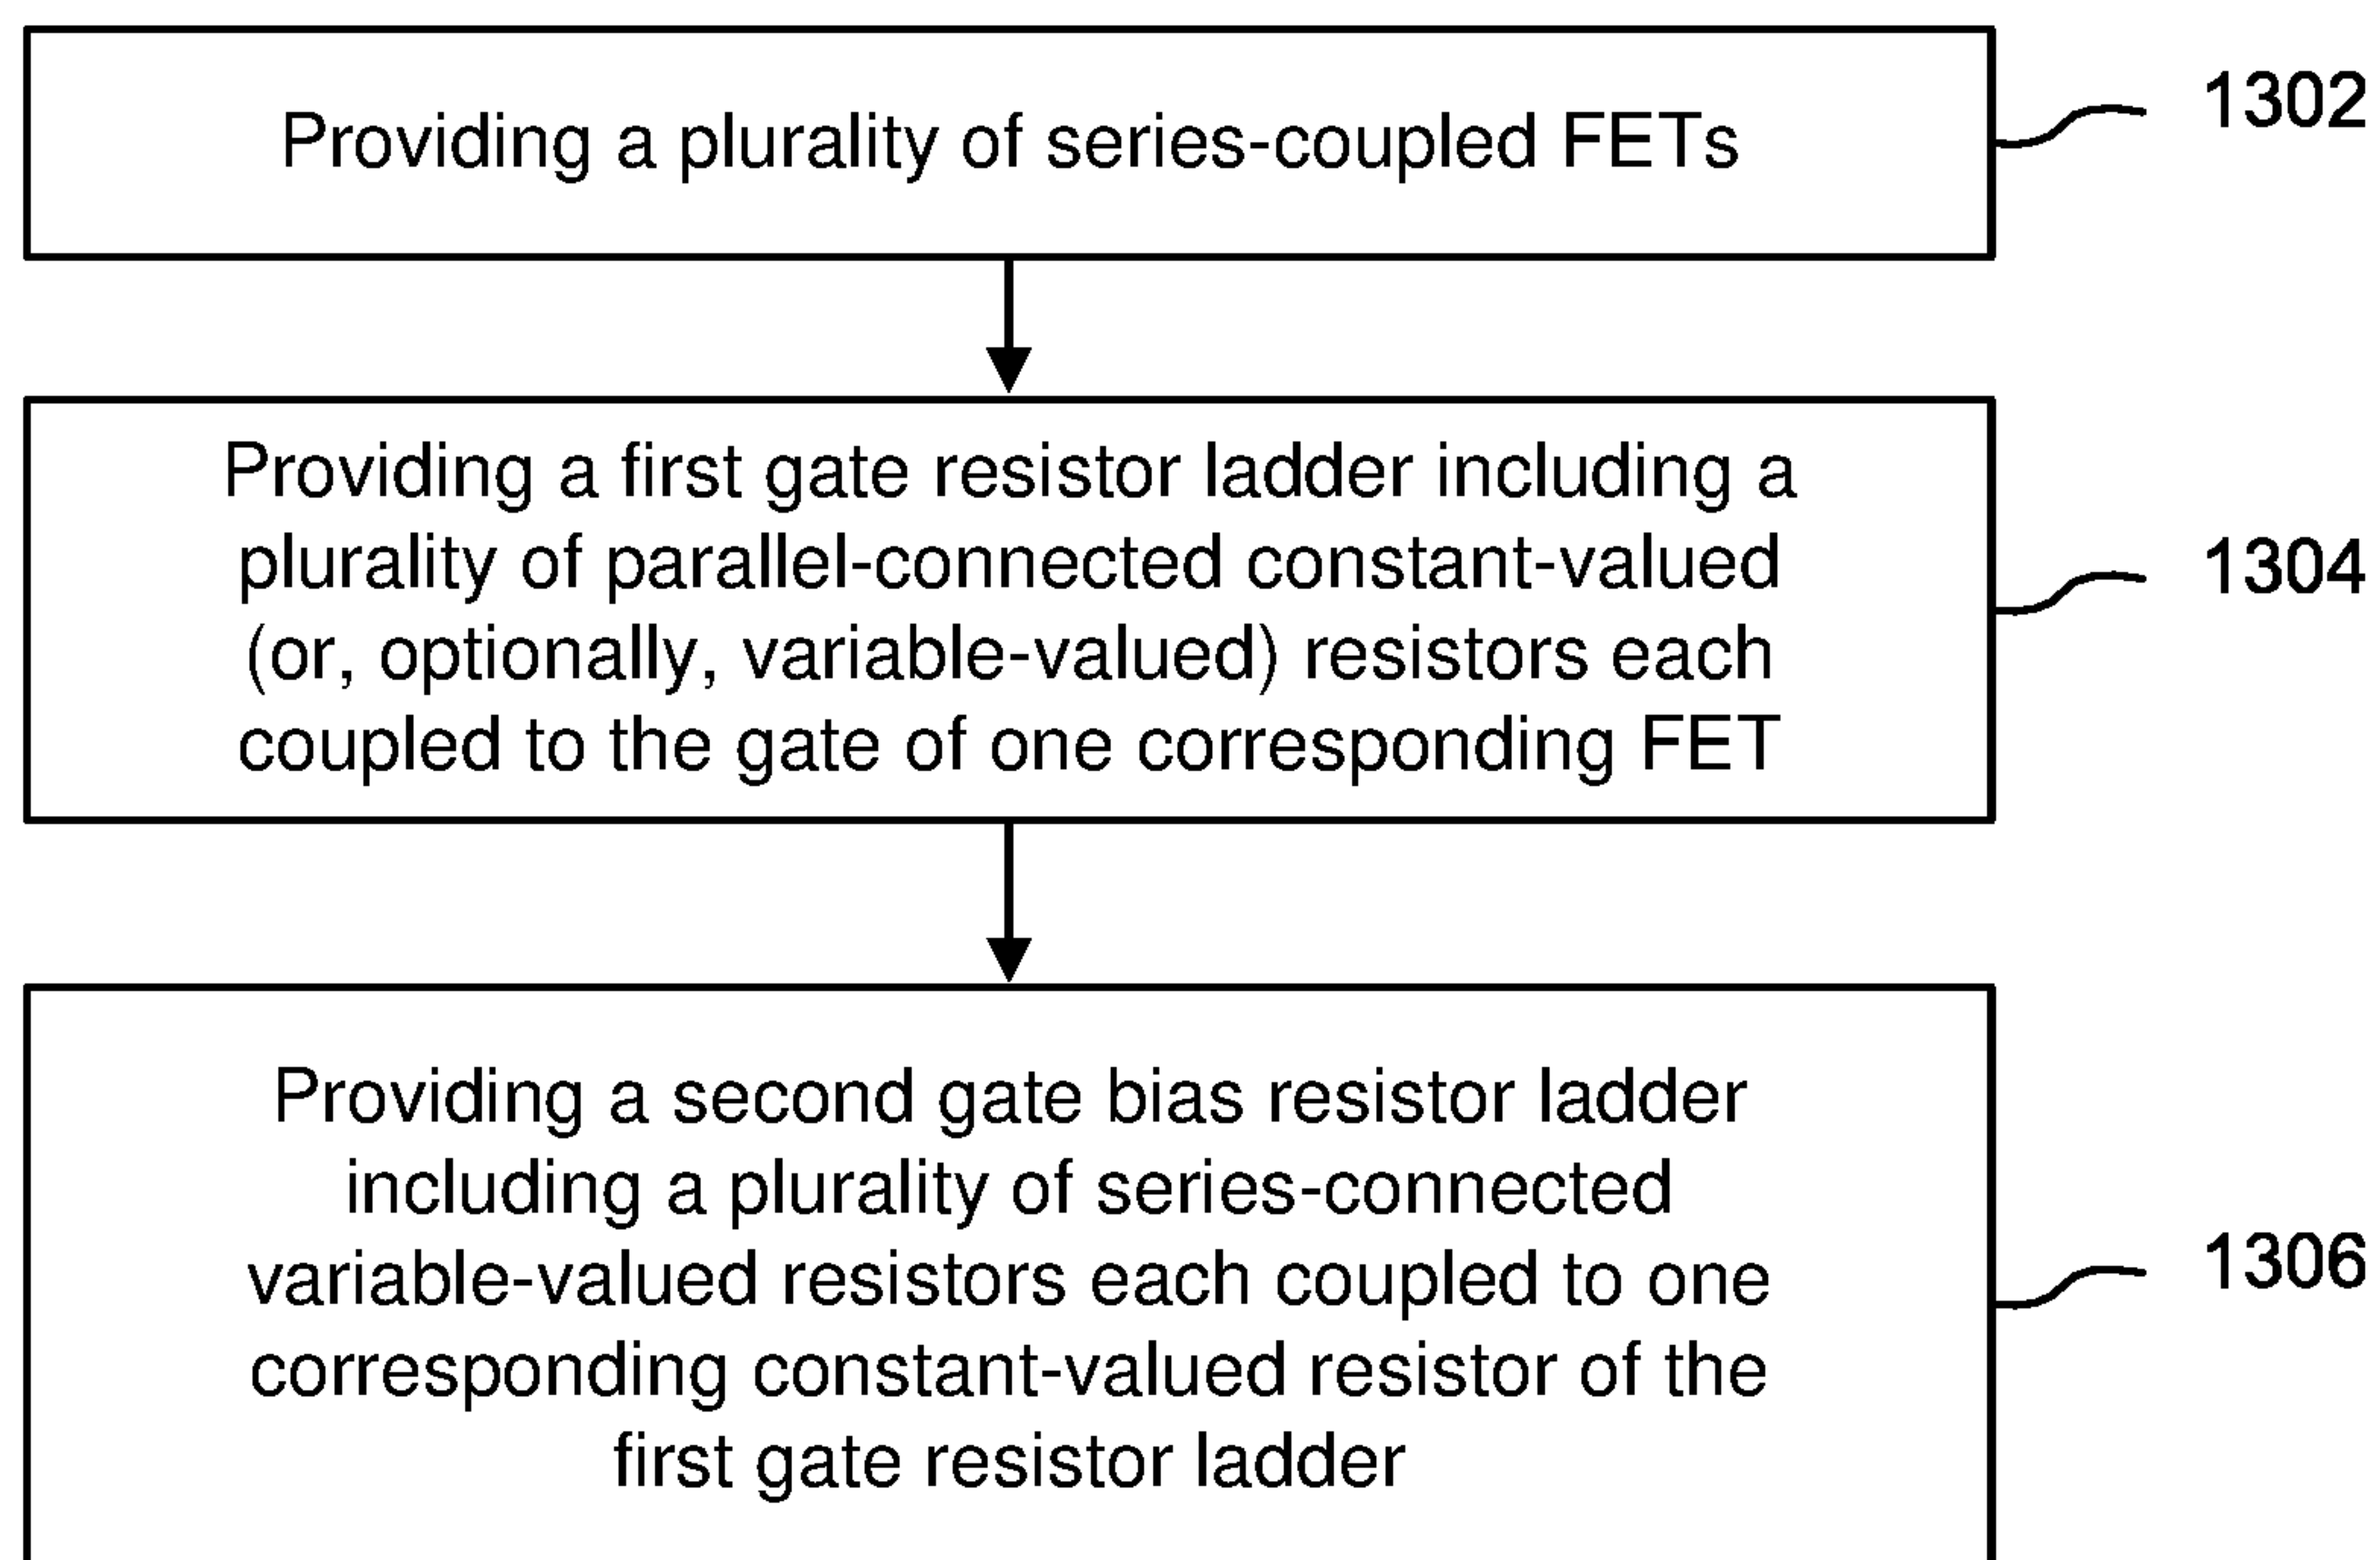 Providing a plurality of series-coupled FETs
1302
Providing a first gate resistor ladder including a
plurality of parallel-connected constant-valued
(or, optionally, variable-valued) resistors each
coupled to the gate of one corresponding FET
1304
Providing a second gate bias resistor ladder
including a plurality of series-connected
variable-valued resistors each coupled to one
corresponding constant-valued resistor of the
first gate resistor ladder
1306